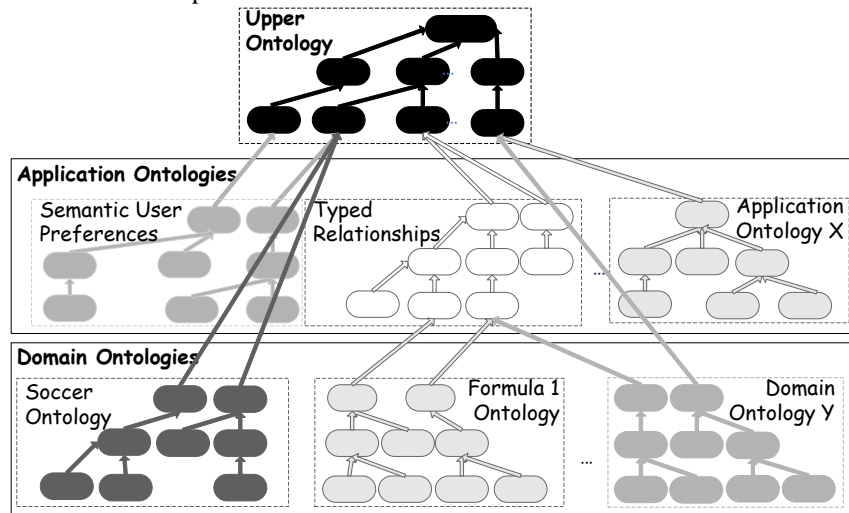 Upper
Ontology
...
...
Application Ontologies
Semantic User
Preferences
Typed
Relationships
Application
Ontology X
...
Domain Ontologies
Soccer
Ontology
Formula 1
Ontology
Domain
Ontology Y
...